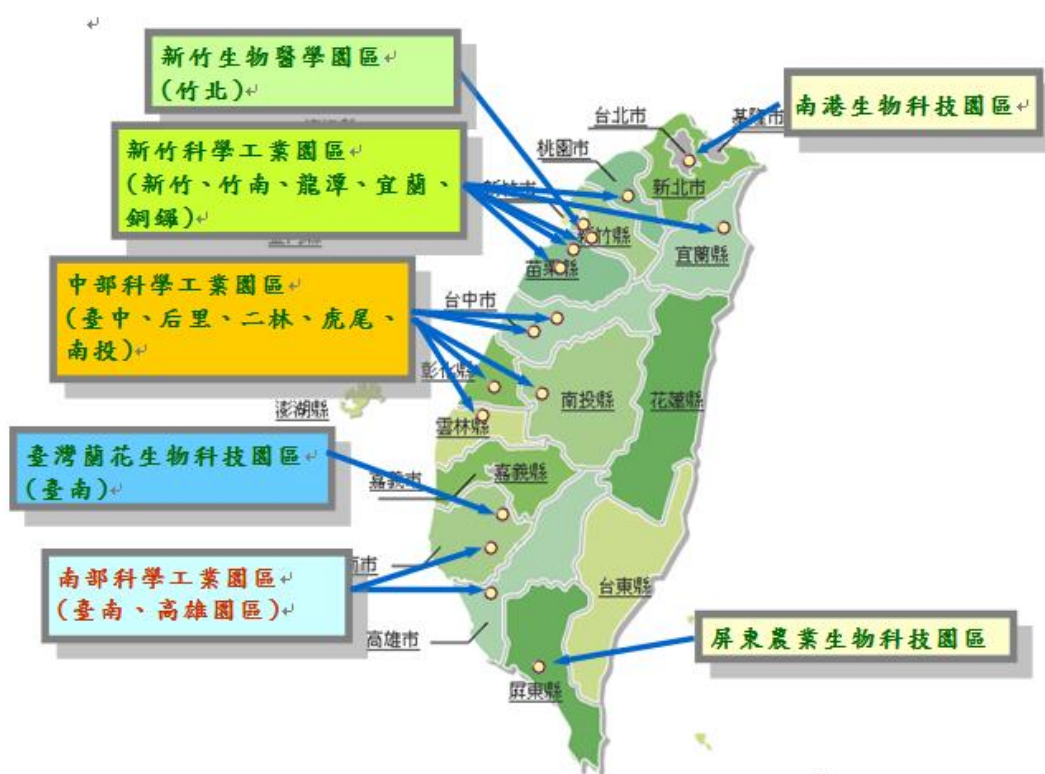 新竹生物醫學園區
(竹北)
南港生物科技園區
台北市
基隆市
新竹科學工業園區
(新竹、竹南、龍潭、宜蘭、
銅鑼)
桃園市
新竹市
新北市
新竹縣
宜蘭縣
苗栗縣
中部科學工業園區
(臺中、后里、二林、虎尾、
南投)
台中市
彰化縣
澎湖縣
南投縣
花蓮縣
雲林縣
臺灣蘭花生物科技園區
(臺南)
嘉義市
嘉義縣
南部科學工業園區
(臺南、高雄園區)
南市
台東縣
高雄市
屏東農業生物科技園區
屏東縣